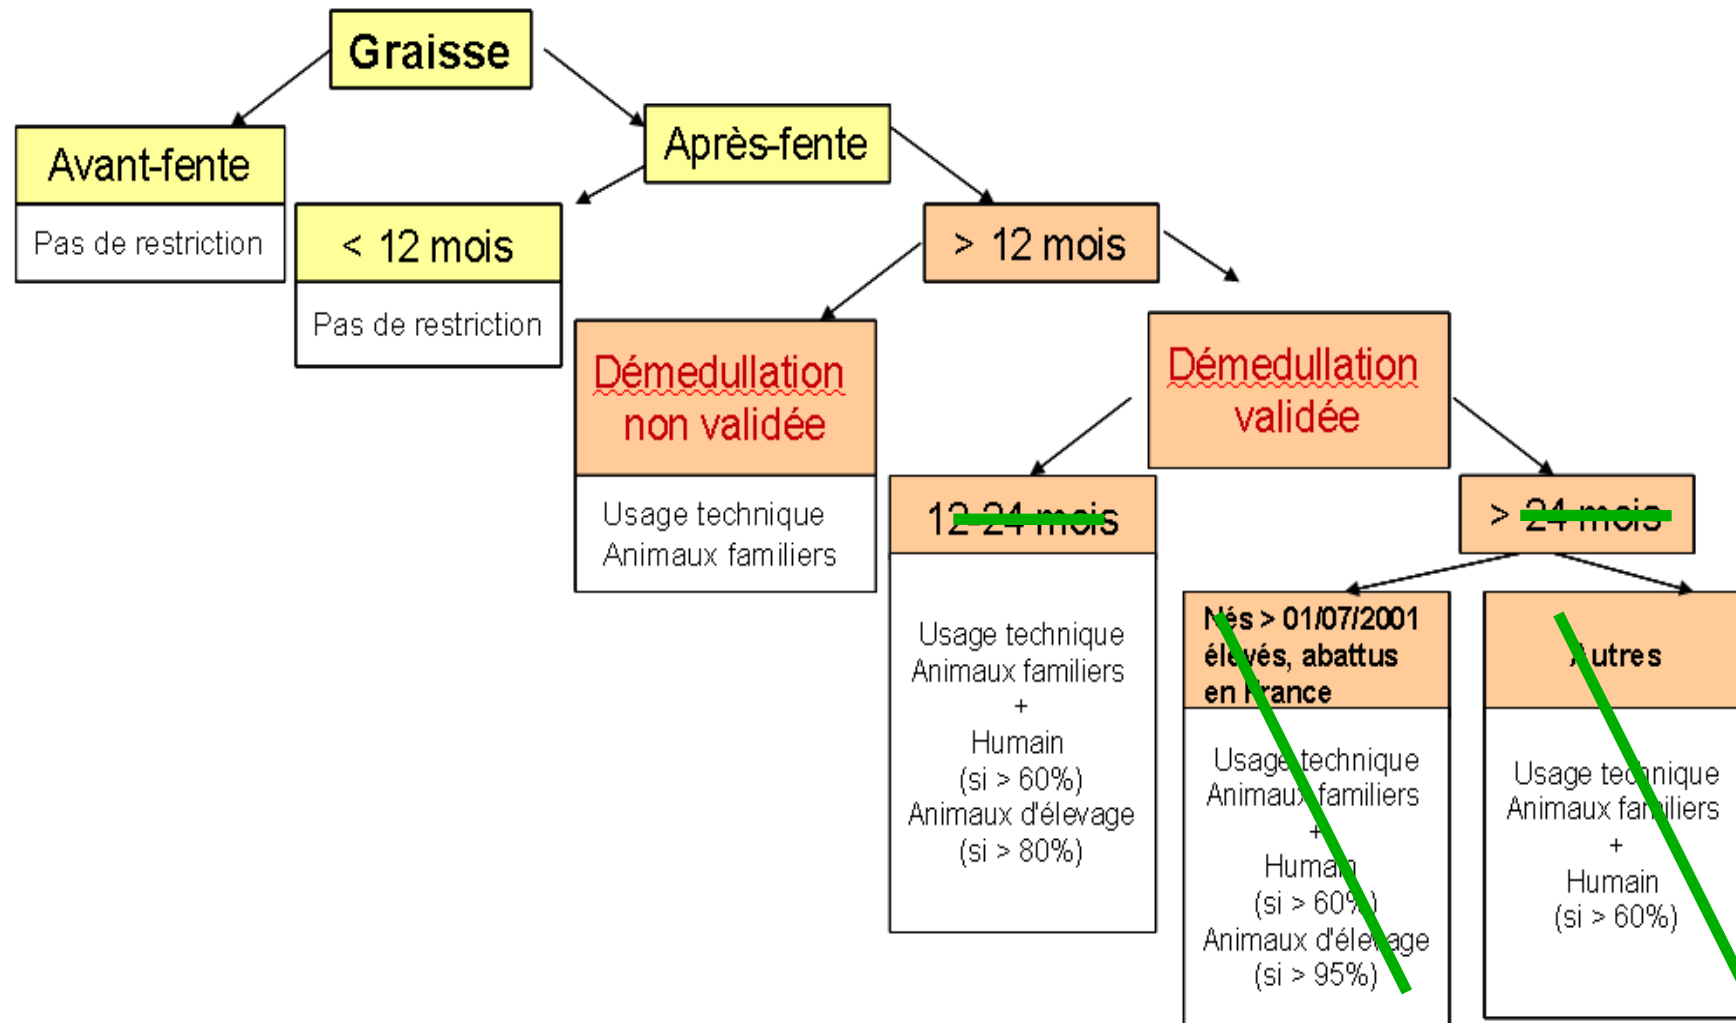 Graisse
Avant-fente
Pas de restriction
Après-fente
< 12 mois
Pas de restriction
> 12 mois
Démedullation
non validée
Usage technique
Animaux familiers
Démedullation
validée
12-24 mois
Usage technique
Animaux familiers
+
Humain
(si > 60%)
Animaux d'élevage
(si > 80%)
> 24 mois
Nés > 01/07/2001
élevés, abattus
en France
Usage technique
Animaux familiers
+
Humain
(si > 60%)
Animaux d'élevage
(si > 95%)
Autres
Usage technique
Animaux familiers
+
Humain
(si > 60%)